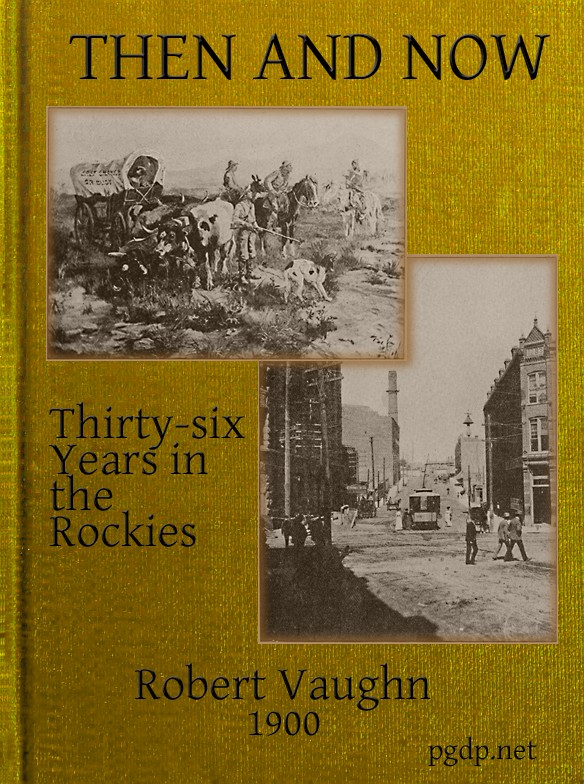 THEN AND NOW
Thirty-six
Years in
the
Rockies
Robert Vaughn
1900
pgdp.net